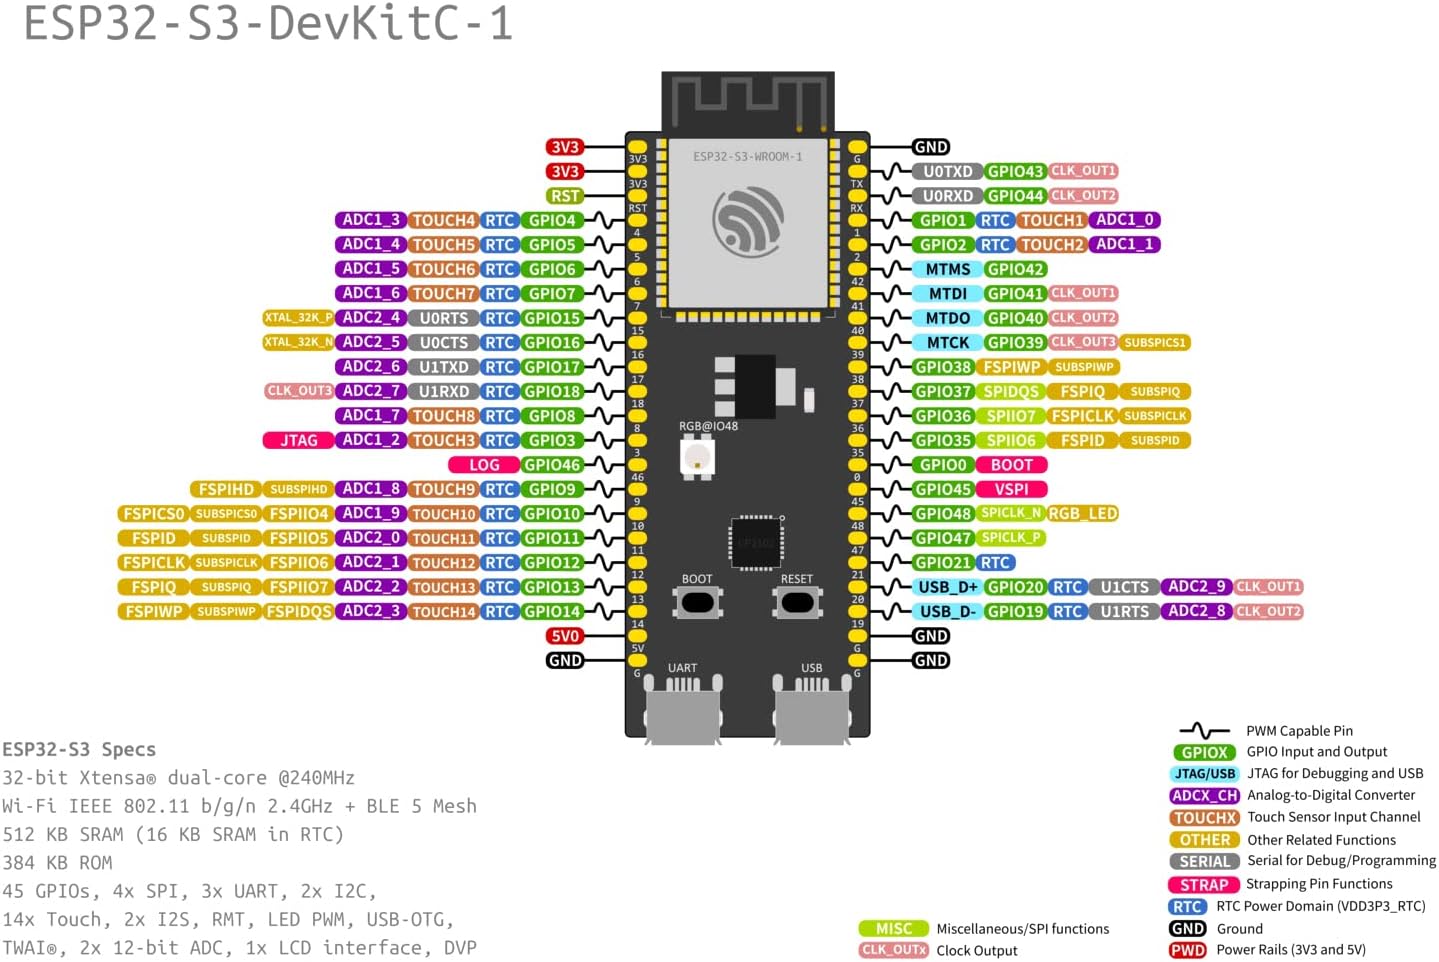 ESP32-S3-DevKitC-1
ESP32-S3-WROOM-1
3V3 3V3 G GND
3V3 3V3 TX U0TXD GPIO43 CLK_OUT1
RST RST RX U0RXD GPIO44 CLK_OUT2
ADC1_3 TOUCH4 RTC GPIO4 4 1 GPIO1 RTC TOUCH1 ADC1_0
ADC1_4 TOUCH5 RTC GPIO5 5 2 GPIO2 RTC TOUCH2 ADC1_1
ADC1_5 TOUCH6 RTC GPIO6 6 42 MTMS GPIO42
ADC1_6 TOUCH7 RTC GPIO7 7 41 MTDI GPIO41 CLK_OUT1
XTAL_32K_P ADC2_4 U0RTS GPIO15 15 40 MTDO GPIO40 CLK_OUT2
XTAL_32K_N ADC2_5 U0CTS GPIO16 16 39 MTCK GPIO39 CLK_OUT3 SUBSPICS1
ADC2_6 U1TXD GPIO17 17 38 GPIO38 FSPIWP SUBSPIWP
CLK_OUT3 ADC2_7 U1RXD GPIO18 18 37 GPIO37 SPIDQS FSPIQ SUBSPIQ
ADC1_7 TOUCH8 RTC GPIO8 8 36 GPIO36 SPIIO7 FSPICLK SUBSPICLK
RGB@IO48
JTAG ADC1_2 TOUCH3 RTC GPIO3 3 35 GPIO35 SPIIO6 FSPID SUBSPID
LOG GPIO46 46 0 GPIO0 BOOT
FSPIHD SUBSPIHD ADC1_8 TOUCH9 RTC GPIO9 9 45 GPIO45 VSPI
FSPICS0 SUBSPICS0 FSPIIO4 ADC1_9 TOUCH10 RTC GPIO10 10 48 GPIO48 SPICLK_N RGB_LED
FSPID SUBSPID FSPIIO5 ADC2_0 TOUCH11 RTC GPIO11 11 47 GPIO47 SPICLK_P
FSPICLK SUBSPICLK FSPIIO6 ADC2_1 TOUCH12 RTC GPIO12 12 21 GPIO21 RTC
BOOT RESET
FSPIQ SUBSPIQ FSPIIO7 ADC2_2 TOUCH13 RTC GPIO13 13 20 USB_D+ GPIO20 RTC U1CTS ADC2_9 CLK_OUT1
FSPIWP SUBSPIWP FSPIDQS ADC2_3 TOUCH14 RTC GPIO14 14 19 USB_D- GPIO19 RTC U1RTS ADC2_8 CLK_OUT2
5V0 5V G GND
GND G G GND
UART USB
ESP32-S3 Specs
32-bit Xtensa® dual-core @240MHz
Wi-Fi IEEE 802.11 b/g/n 2.4GHz + BLE 5 Mesh
512 KB SRAM (16 KB SRAM in RTC)
384 KB ROM
45 GPIOs, 4x SPI, 3x UART, 2x I2C,
14x Touch, 2x I2S, RMT, LED PWM, USB-OTG,
TWAI®, 2x 12-bit ADC, 1x LCD interface, DVP
MISC Miscellaneous/SPI functions
CLK_OUTx Clock Output
PWM Capable Pin
GPIOX GPIO Input and Output
JTAG/USB JTAG for Debugging and USB
ADCX_CH Analog-to-Digital Converter
TOUCHX Touch Sensor Input Channel
OTHER Other Related Functions
SERIAL Serial for Debug/Programming
STRAP Strapping Pin Functions
RTC RTC Power Domain (VDD3P3_RTC)
GND Ground
PWD Power Rails (3V3 and 5V)